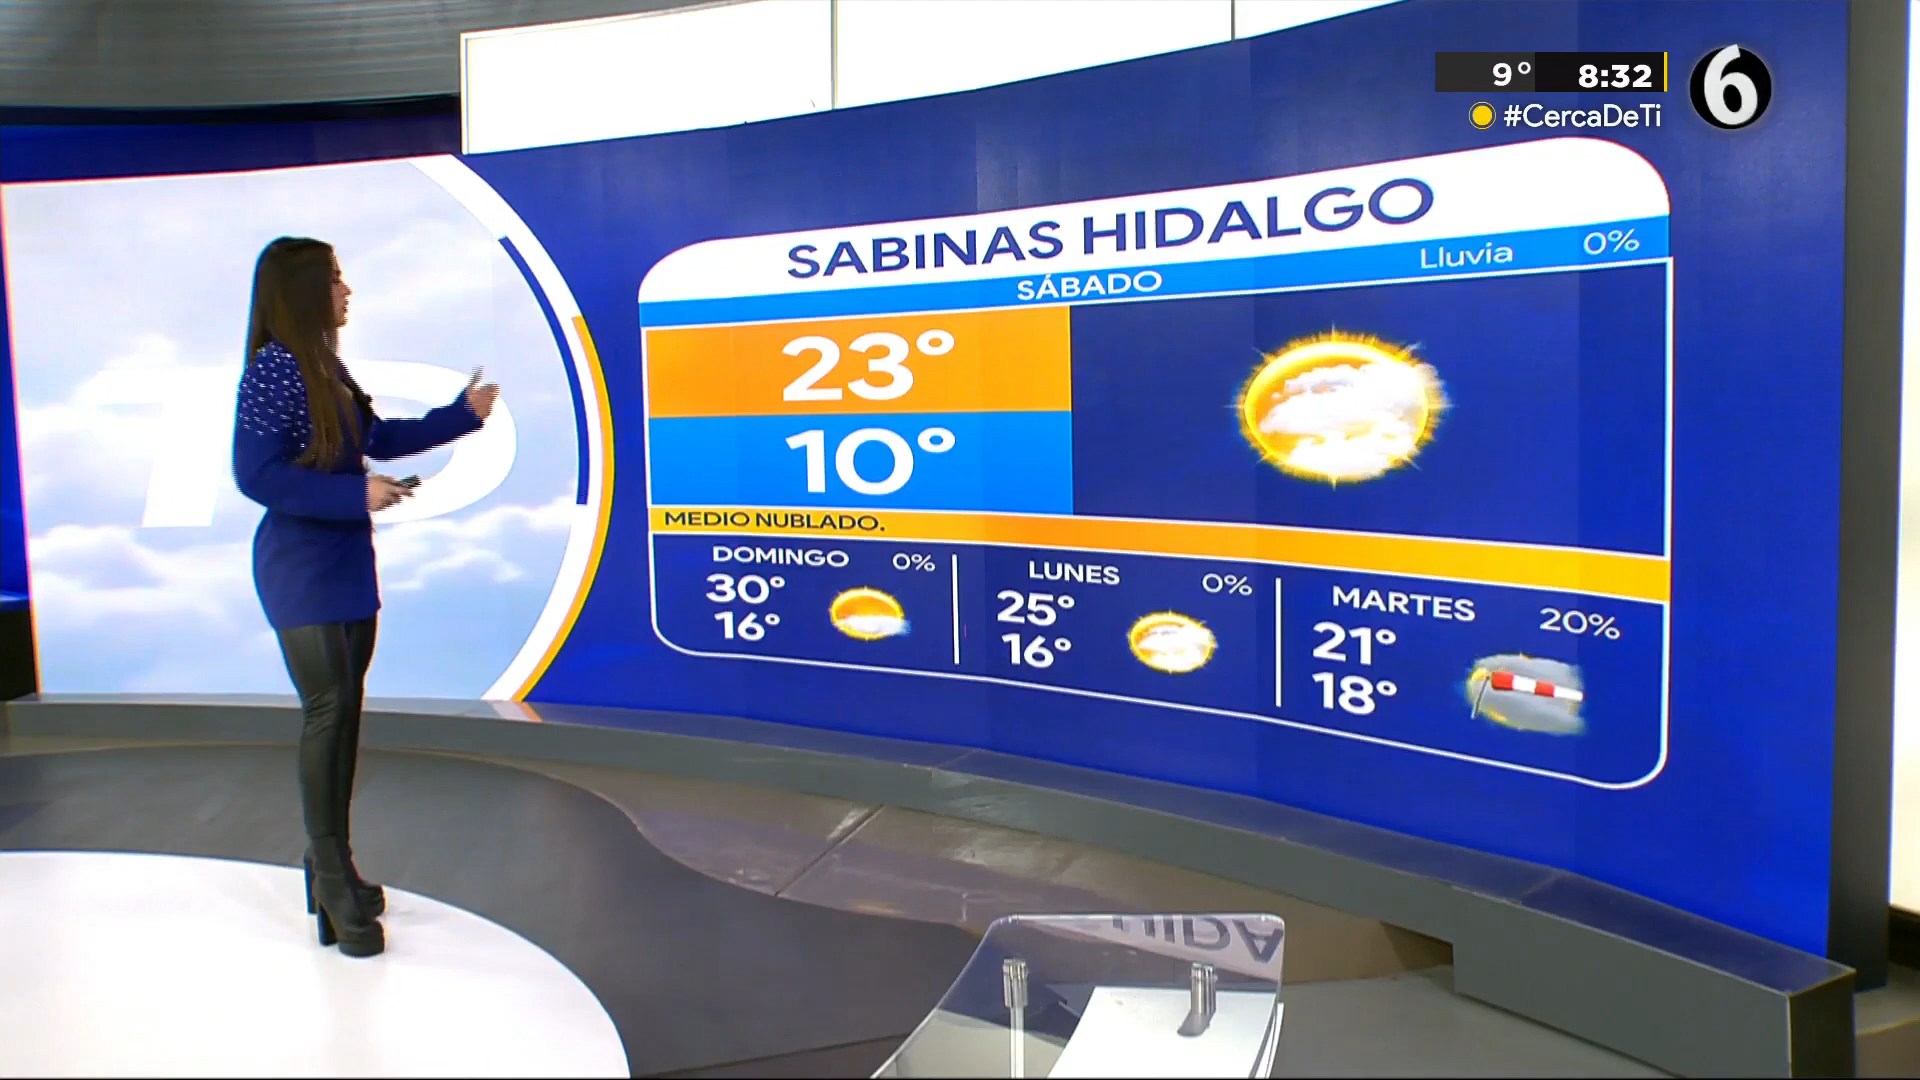 9° 8:32
6
#CercaDeTi
SABINAS HIDALGO
SÁBADO
Lluvia 0%
23°
10°
MEDIO NUBLADO.
DOMINGO 0%
30°
16°
LUNES 0%
25°
16°
MARTES 20%
21°
18°